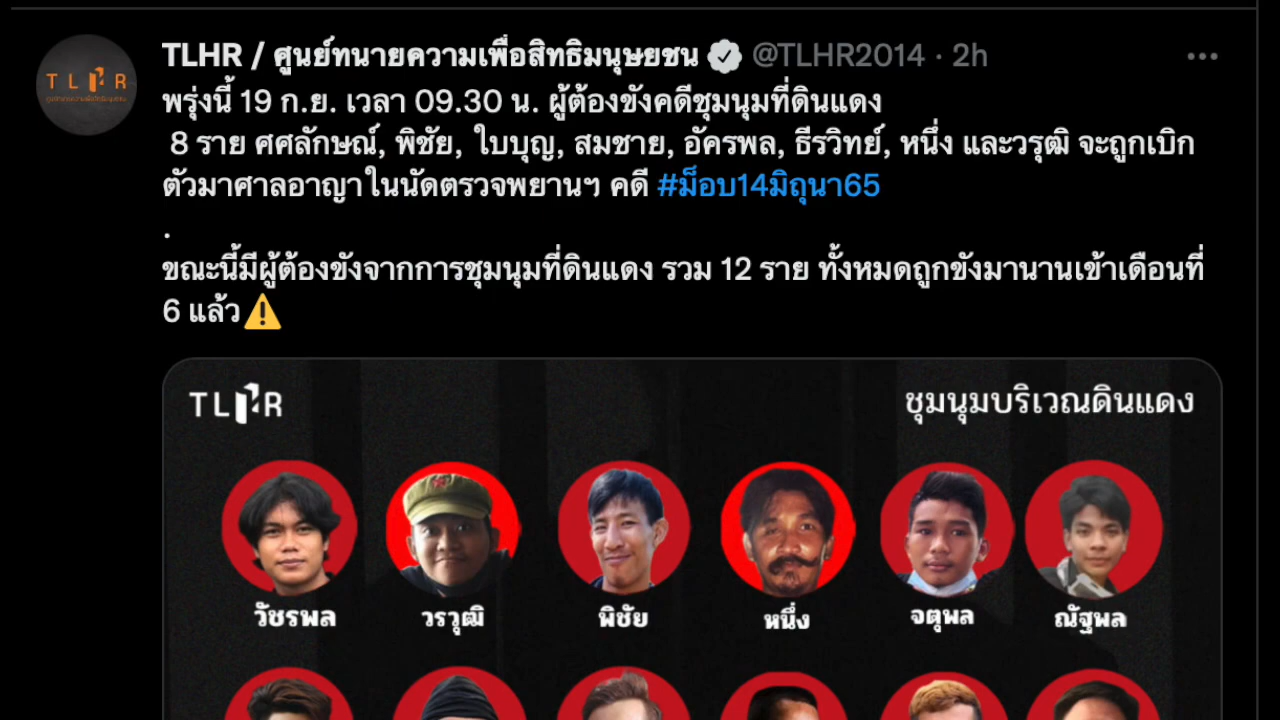 TLHR / ศูนย์ทนายความเพื่อสิทธิมนุษยชน @TLHR2014 · 2h
พรุ่งนี้ 19 ก.ย. เวลา 09.30 น. ผู้ต้องขังคดีชุมนุมที่ดินแดง
8 ราย ศศลักษณ์, พิชัย, ใบบุญ, สมชาย, อัครพล, ธีรวิทย์, หนึ่ง และวรุฒิ จะถูกเบิก
ตัวมาศาลอาญาในนัดตรวจพยานฯ คดี #ม็อบ14มิถุนา65
.
ขณะนี้มีผู้ต้องขังจากการชุมนุมที่ดินแดง รวม 12 ราย ทั้งหมดถูกขังมานานเข้าเดือนที่
6 แล้ว⚠️
TLHR ชุมนุมบริเวณดินแดง
วัชรพล วรวุฒิ พิชัย หนึ่ง จตุพล ณัฐพล